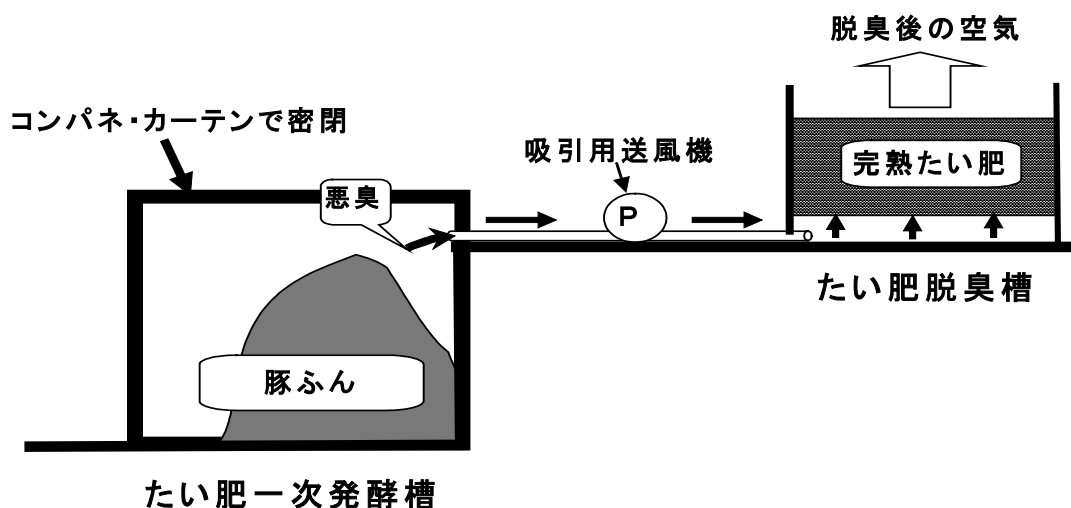 脱臭後の空気
コンパネ・カーテンで密閉
吸引用送風機
完熟たい肥
悪臭
P
たい肥脱臭槽
豚ふん
たい肥一次発酵槽